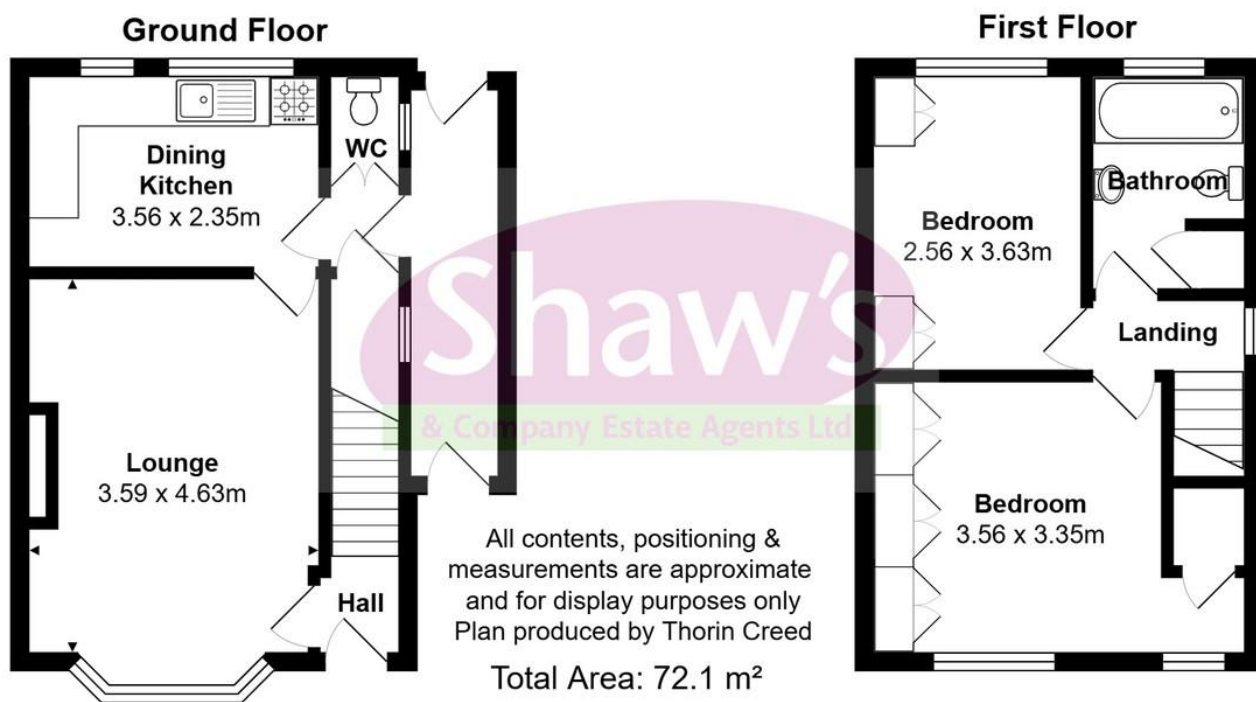 Ground Floor
First Floor
Dining
Kitchen
3.56 x 2.35m
WC
Bedroom
2.56 x 3.63m
Bathroom
Landing
Shaw's
& Company Estate Agents Ltd
Lounge
3.59 x 4.63m
Hall
Bedroom
3.56 x 3.35m
All contents, positioning &
measurements are approximate
and for display purposes only
Plan produced by Thorin Creed
Total Area: 72.1 m²